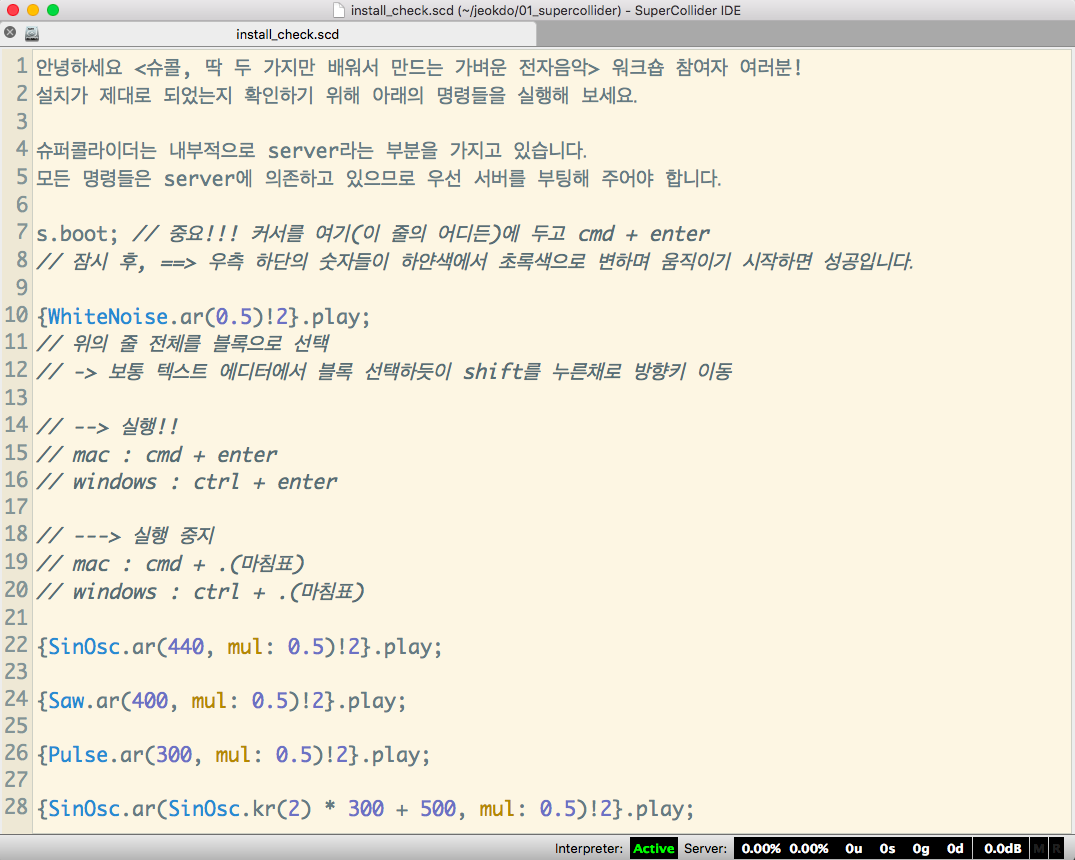 install_check.scd (~/jeokdo/01_supercollider) - SuperCollider IDE
install_check.scd
1 안녕하세요 <슈콜, 딱 두 가지만 배워서 만드는 가벼운 전자음악> 워크숍 참여자 여러분!
2 설치가 제대로 되었는지 확인하기 위해 아래의 명령들을 실행해 보세요.
3
4 슈퍼콜라이더는 내부적으로 server라는 부분을 가지고 있습니다.
5 모든 명령들은 server에 의존하고 있으므로 우선 서버를 부팅해 주어야 합니다.
6
7 s.boot; // 중요!!! 커서를 여기(이 줄의 어디든)에 두고 cmd + enter
8 // 잠시 후, ==> 우측 하단의 숫자들이 하얀색에서 초록색으로 변하며 움직이기 시작하면 성공입니다.
9
10 {WhiteNoise.ar(0.5)!2}.play;
11 // 위의 줄 전체를 블록으로 선택
12 // -> 보통 텍스트 에디터에서 블록 선택하듯이 shift를 누른채로 방향키 이동
13
14 // --> 실행!!
15 // mac : cmd + enter
16 // windows : ctrl + enter
17
18 // ---> 실행 중지
19 // mac : cmd + .(마침표)
20 // windows : ctrl + .(마침표)
21
22 {SinOsc.ar(440, mul: 0.5)!2}.play;
23
24 {Saw.ar(400, mul: 0.5)!2}.play;
25
26 {Pulse.ar(300, mul: 0.5)!2}.play;
27
28 {SinOsc.ar(SinOsc.kr(2) * 300 + 500, mul: 0.5)!2}.play;
Interpreter: Active Server: 0.00% 0.00% 0u 0s 0g 0d 0.0dB M R